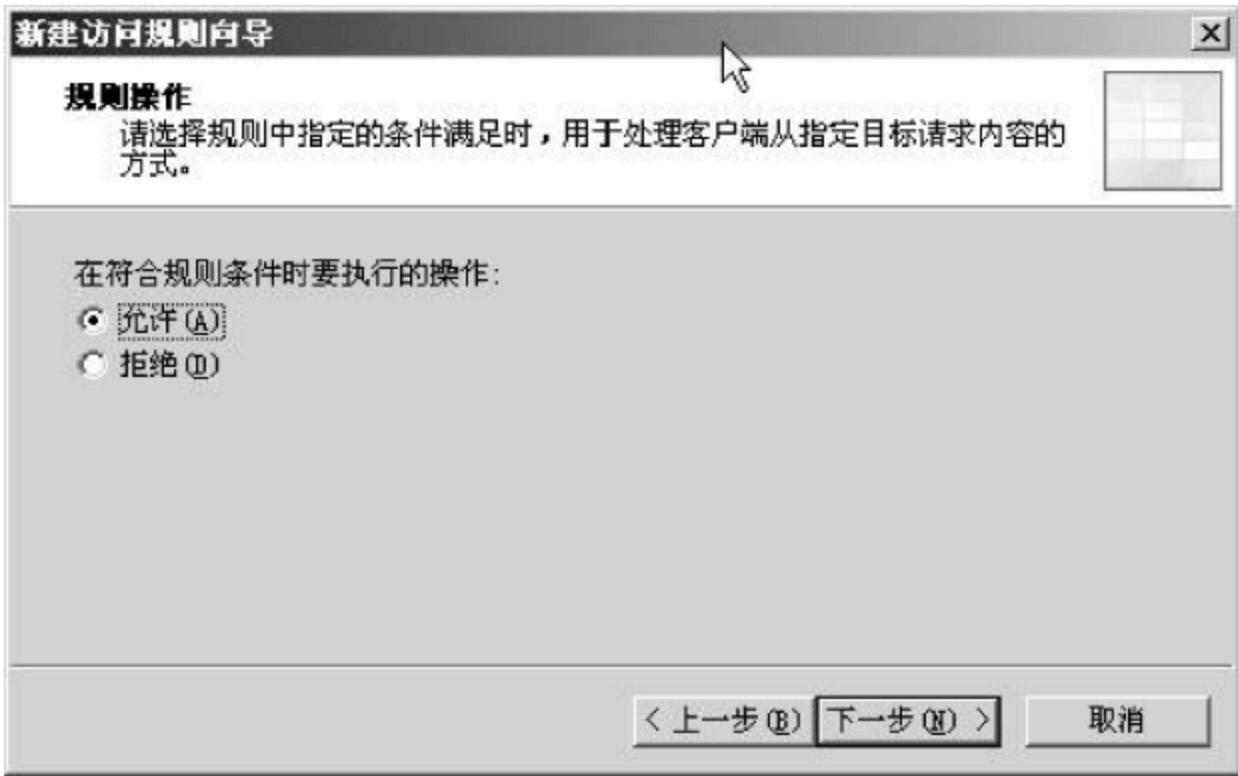 新建访问规则向导
规则操作
请选择规则中指定的条件满足时，用于处理客户端从指定目标请求内容的
方式。
在符合规则条件时要执行的操作:
允许(A)
拒绝(D)
< 上一步(B) 下一步(N) > 取消